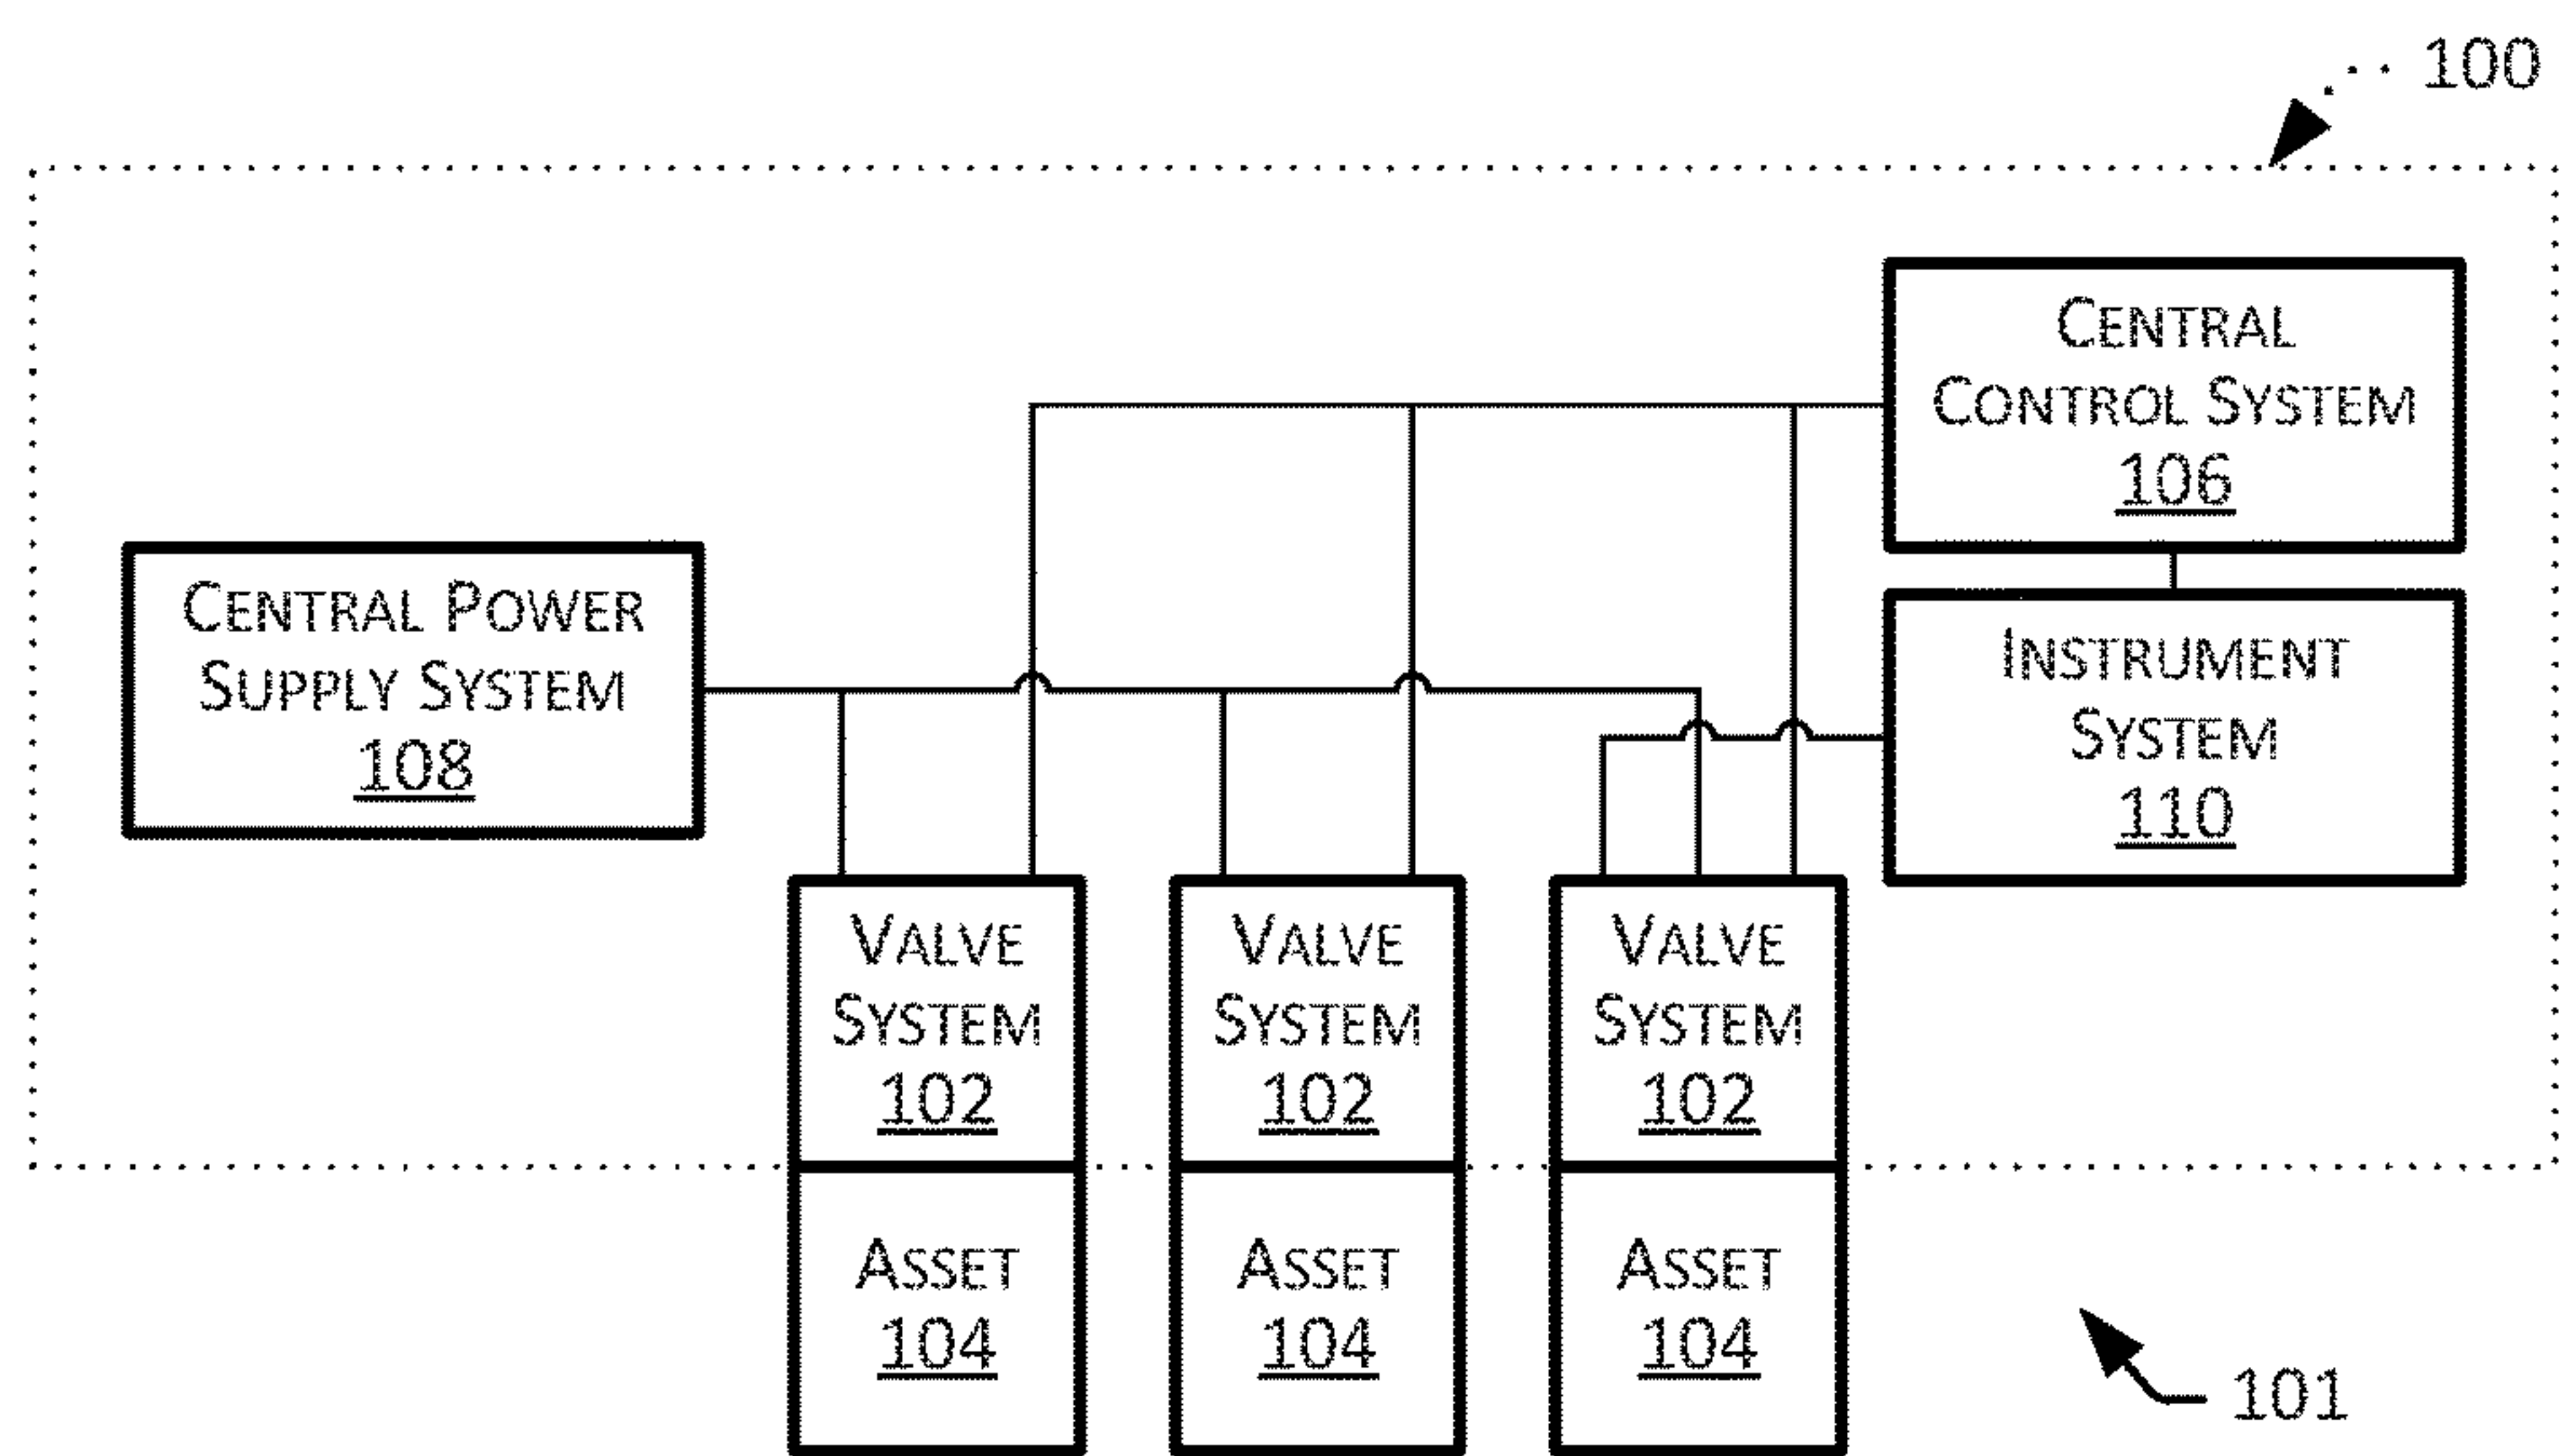 100
CENTRAL
CONTROL SYSTEM
106
CENTRAL POWER
SUPPLY SYSTEM
108
INSTRUMENT
SYSTEM
110
VALVE
SYSTEM
102
VALVE
SYSTEM
102
VALVE
SYSTEM
102
ASSET
104
ASSET
104
ASSET
104
101